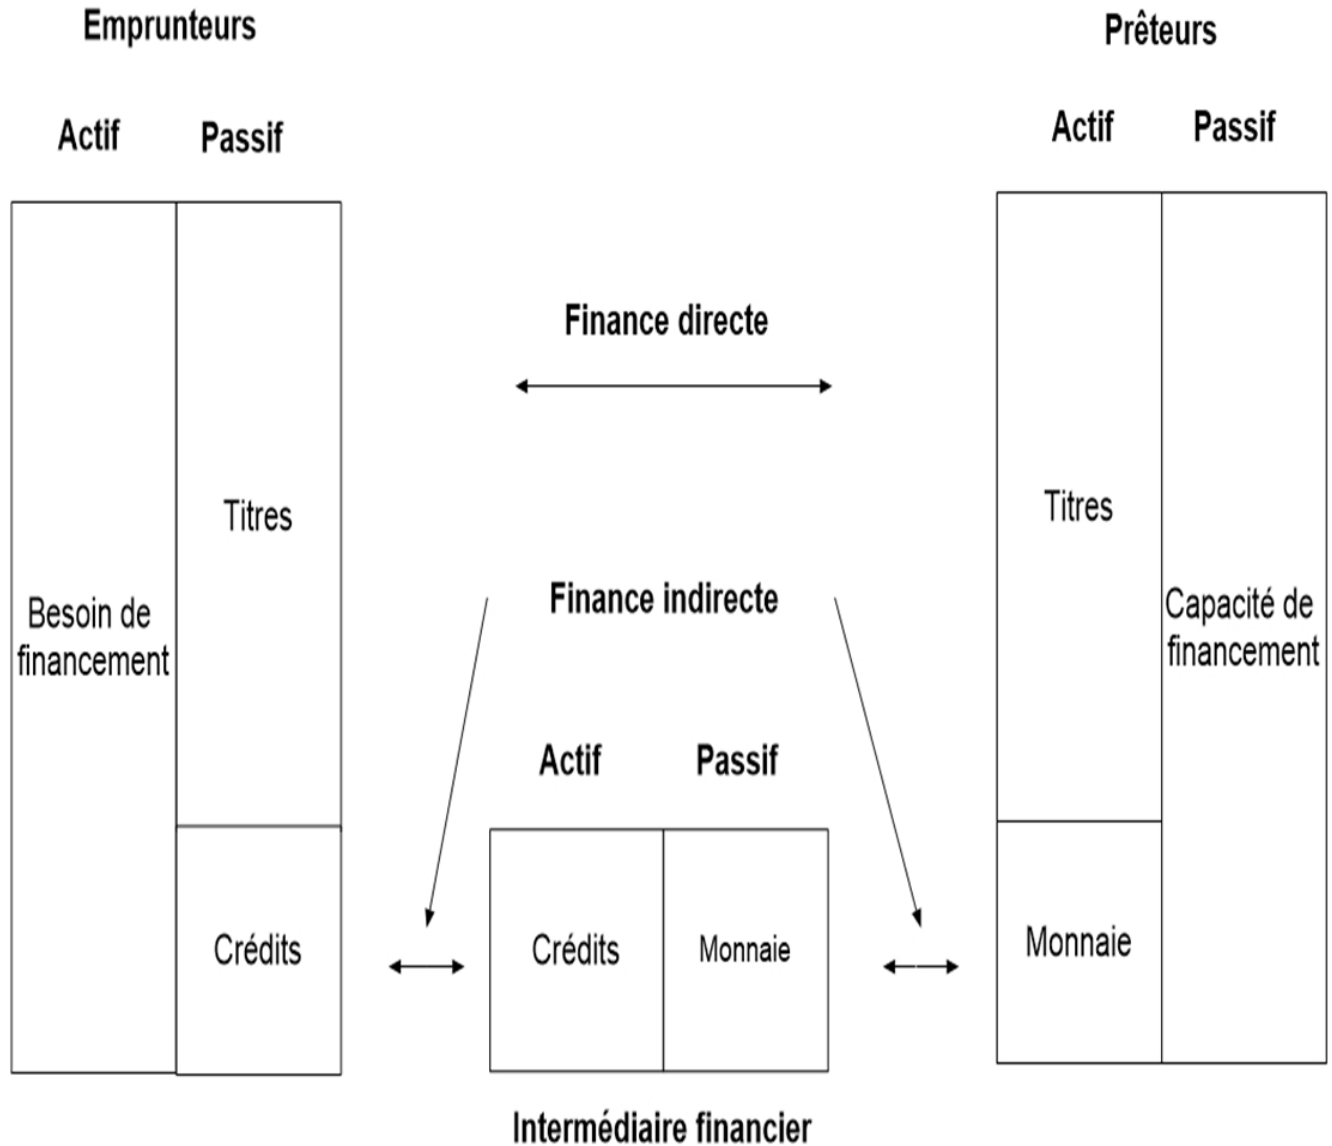 Emprunteurs
Prêteurs
Actif
Passif
Actif
Passif
Finance directe
Titres
Titres
Finance indirecte
Besoin de
financement
Capacité de
financement
Actif
Passif
Crédits
Crédits
Monnaie
Monnaie
Intermédiaire financier